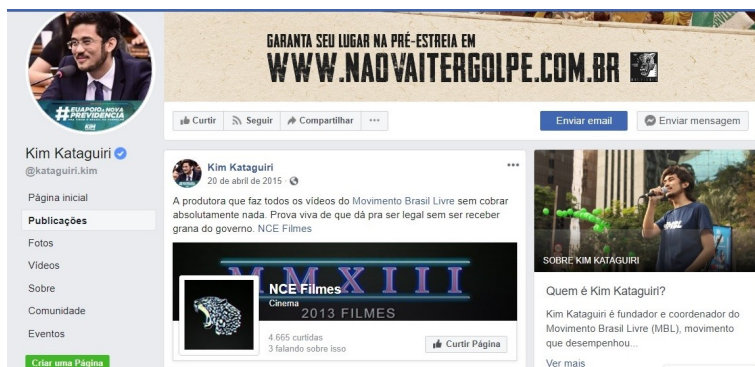 GARANTA SEU LUGAR NA PRÉ-ESTREIA EM
WWW.NAOVAITERGOLPE.COM.BR
#EUAPOIO A NOVA
PREVIDENCIA
KIM
Curtir
Seguir
Compartilhar
Enviar email
Enviar mensagem
Kim Kataguiri
@kataguiri.kim
Página inicial
Publicações
Fotos
Vídeos
Sobre
Comunidade
Eventos
Criar uma Página
Kim Kataguiri
20 de abril de 2015
A produtora que faz todos os vídeos do Movimento Brasil Livre sem cobrar
absolutamente nada. Prova viva de que dá pra ser legal sem ser receber
grana do governo. NCE Filmes
MMXIII
2013 FILMES
NCE Filmes
Cinema
4.665 curtidas
3 falando sobre isso
Curtir Página
SOBRE KIM KATAGUIRI
Quem é Kim Kataguiri?
Kim Kataguiri é fundador e coordenador do
Movimento Brasil Livre (MBL), movimento
que desempenhou...
Ver mais